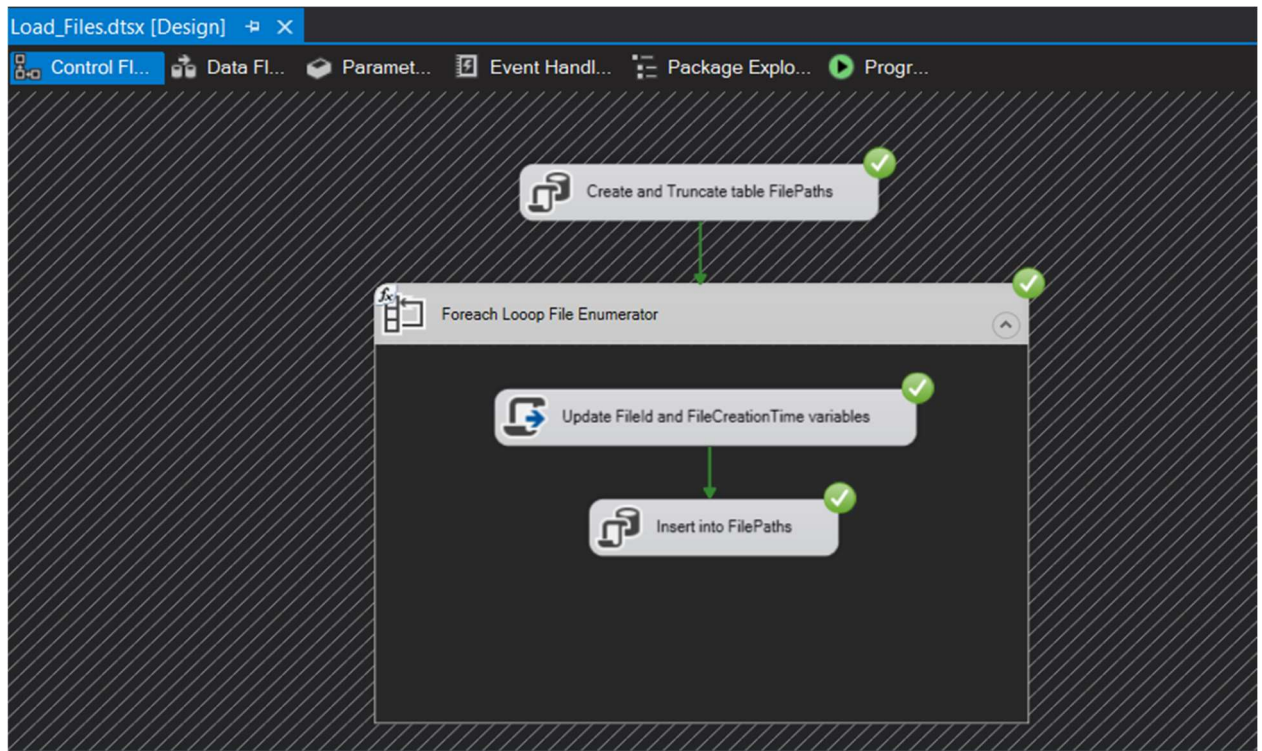 Load_Files.dtsx [Design]
Control Fl... Data Fl... Paramet... Event Handl... Package Explo... Progr...
Create and Truncate table FilePaths
fx
Foreach Looop File Enumerator
Update FileId and FileCreationTime variables
Insert into FilePaths